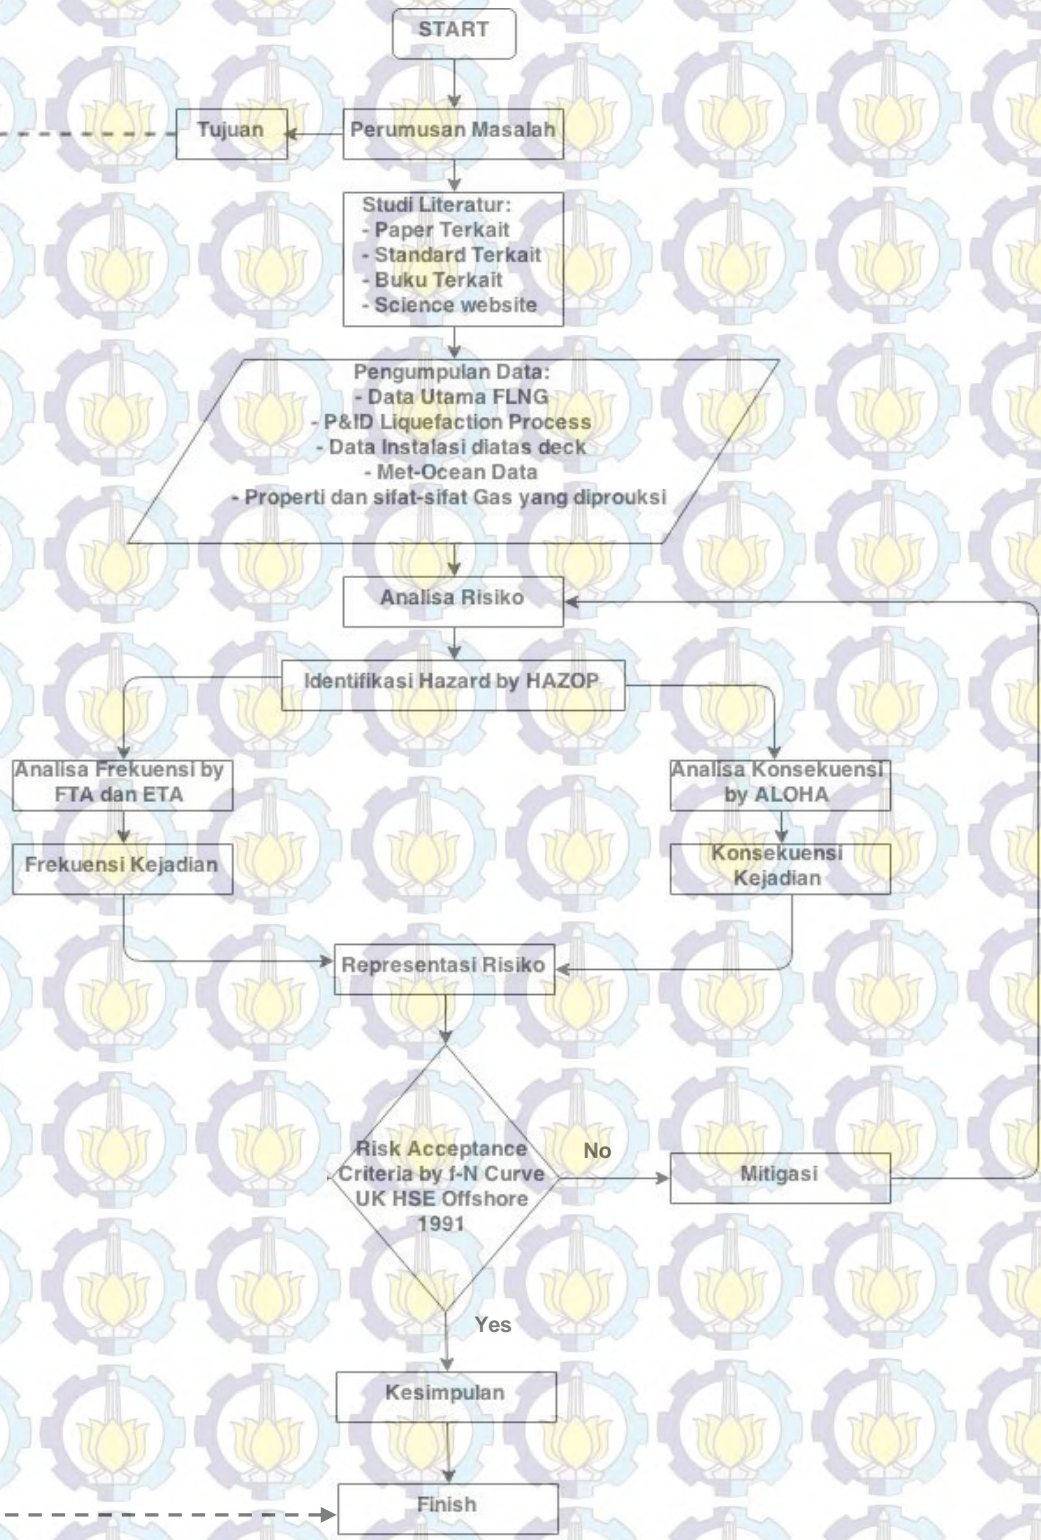 START
Tujuan
Perumusan Masalah
Studi Literatur:
- Paper Terkait
- Standard Terkait
- Buku Terkait
- Science website
Pengumpulan Data:
- Data Utama FLNG
- P&ID Liquefaction Process
- Data Instalasi diatas deck
- Met-Ocean Data
- Properti dan sifat-sifat Gas yang diprouksi
Analisa Risiko
Identifikasi Hazard by HAZOP
Analisa Frekuensi by
FTA dan ETA
Analisa Konsekuensi
by ALOHA
Frekuensi Kejadian
Konsekuensi
Kejadian
Representasi Risiko
Risk Acceptance
Criteria by f-N Curve
UK HSE Offshore
1991
No
Mitigasi
Yes
Kesimpulan
Finish